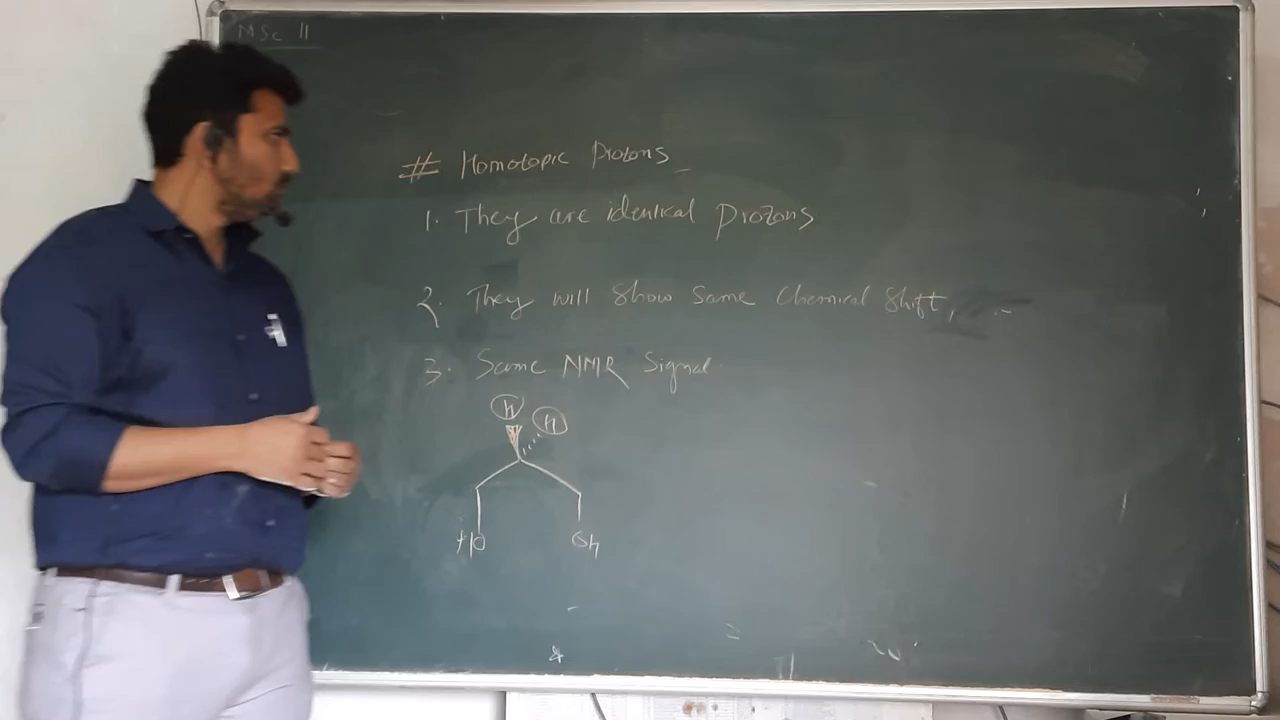 MSc II
# Homotopic Protons
1. They are identical protons
2. They will show same chemical shift,
3. Same NMR Signal
H H
HO OH